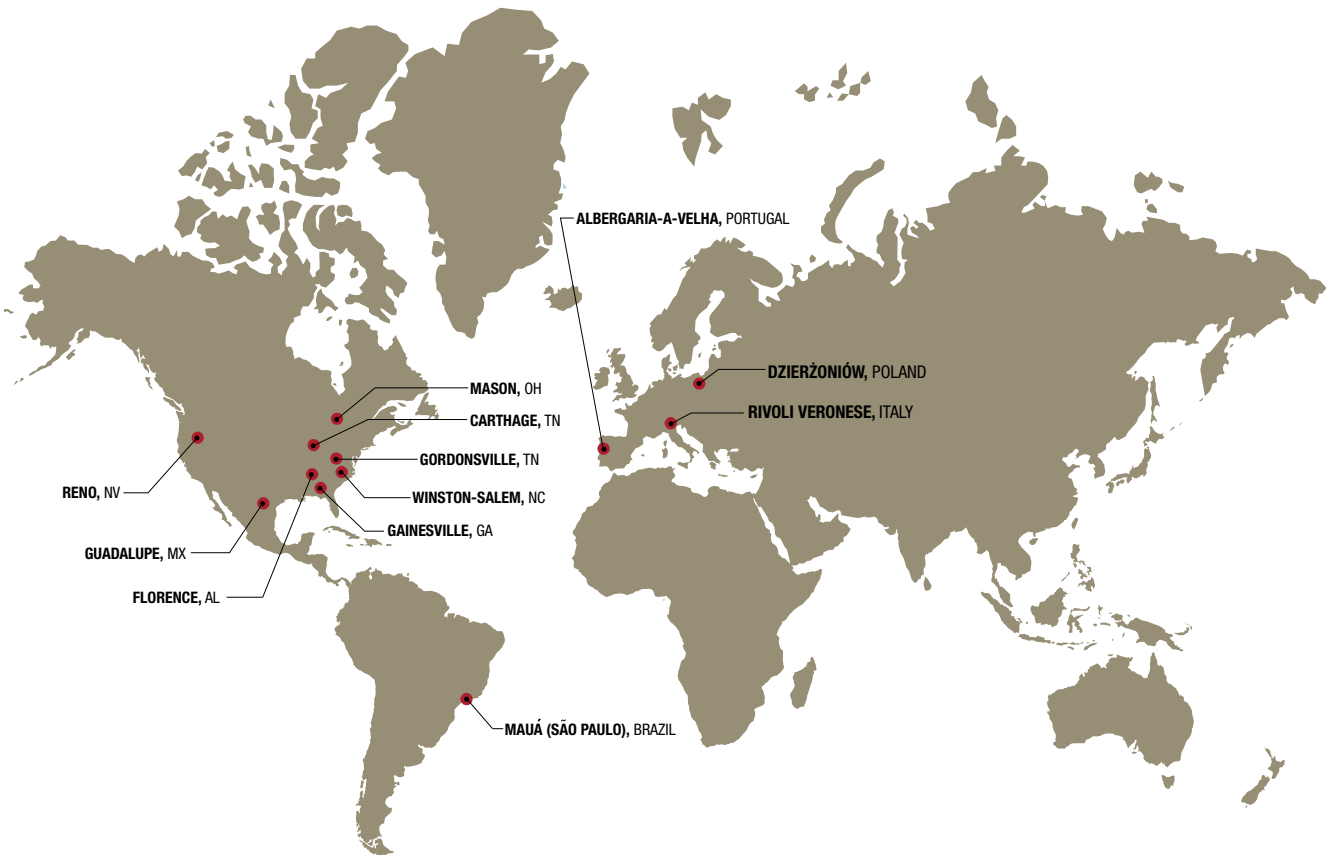 ALBERGARIA-A-VELHA, PORTUGAL
DZIERŻONIÓW, POLAND
MASON, OH
RIVOLI VERONESE, ITALY
CARTHAGE, TN
GORDONSVILLE, TN
RENO, NV
WINSTON-SALEM, NC
GAINESVILLE, GA
GUADALUPE, MX
FLORENCE, AL
MAUÁ (SÃO PAULO), BRAZIL